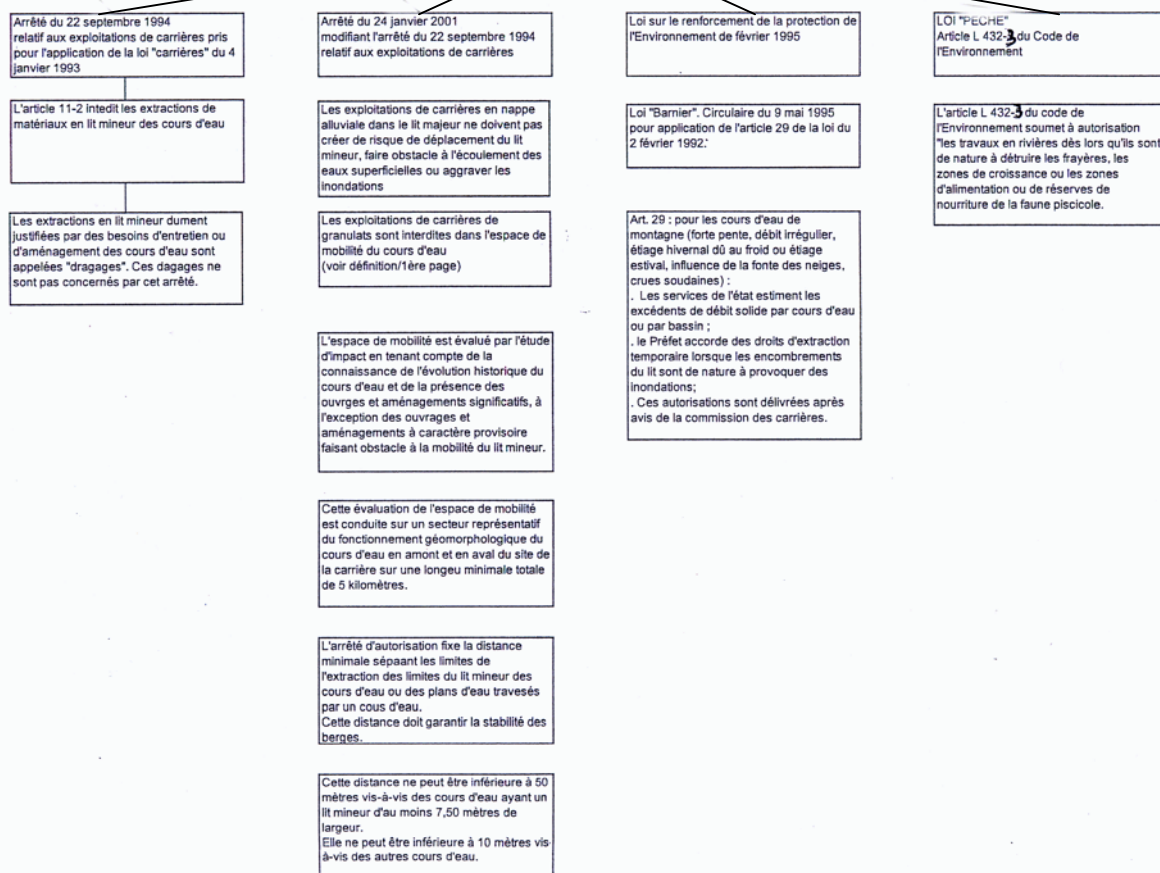 Arrêté du 22 septembre 1994
relatif aux exploitations de carrières pris
pour l'application de la loi "carrières" du 4
janvier 1993
L'article 11-2 intedit les extractions de
matériaux en lit mineur des cours d'eau
Les extractions en lit mineur dument
justifiées par des besoins d'entretien ou
d'aménagement des cours d'eau sont
appelées "dragages". Ces dagages ne
sont pas concernés par cet arrêté.
Arrêté du 24 janvier 2001
modifiant l'arrêté du 22 septembre 1994
relatif aux exploitations de carrières
Les exploitations de carrières en nappe
alluviale dans le lit majeur ne doivent pas
créer de risque de déplacement du lit
mineur, faire obstacle à l'écoulement des
eaux superficielles ou aggraver les
inondations
Les exploitations de carrières de
granulats sont interdites dans l'espace de
mobilité du cours d'eau
(voir définition/1ère page)
L'espace de mobilité est évalué par l'étude
d'impact en tenant compte de la
connaissance de l'évolution historique du
cours d'eau et de la présence des
ouvrges et aménagements significatifs, à
l'exception des ouvrages et
aménagements à caractère provisoire
faisant obstacle à la mobilité du lit mineur.
Cette évaluation de l'espace de mobilité
est conduite sur un secteur représentatif
du fonctionnement géomorphologique du
cours d'eau en amont et en aval du site de
la carrière sur une longeu minimale totale
de 5 kilomètres.
L'arrêté d'autorisation fixe la distance
minimale sépaant les limites de
l'extraction des limites du lit mineur des
cours d'eau ou des plans d'eau travesés
par un cous d'eau.
Cette distance doit garantir la stabilité des
berges.
Cette distance ne peut être inférieure à 50
mètres vis-à-vis des cours d'eau ayant un
lit mineur d'au moins 7,50 mètres de
largeur.
Elle ne peut être inférieure à 10 mètres vis-
à-vis des autres cours d'eau.
Loi sur le renforcement de la protection de
l'Environnement de février 1995
Loi "Barnier". Circulaire du 9 mai 1995
pour application de l'article 29 de la loi du
2 février 1992.
Art. 29 : pour les cours d'eau de
montagne (forte pente, débit irrégulier,
étiage hivernal dû au froid ou étiage
estival, influence de la fonte des neiges,
crues soudaines) :
. Les services de l'état estiment les
excédents de débit solide par cours d'eau
ou par bassin ;
. le Préfet accorde des droits d'extraction
temporaire lorsque les encombrements
du lit sont de nature à provoquer des
inondations;
. Ces autorisations sont délivrées après
avis de la commission des carrières.
LOI "PECHE"
Article L 432-3 du Code de
l'Environnement
L'article L 432-3 du code de
l'Environnement soumet à autorisation
"les travaux en rivières dès lors qu'ils sont
de nature à détruire les frayères, les
zones de croissance ou les zones
d'alimentation ou de réserves de
nourriture de la faune piscicole.